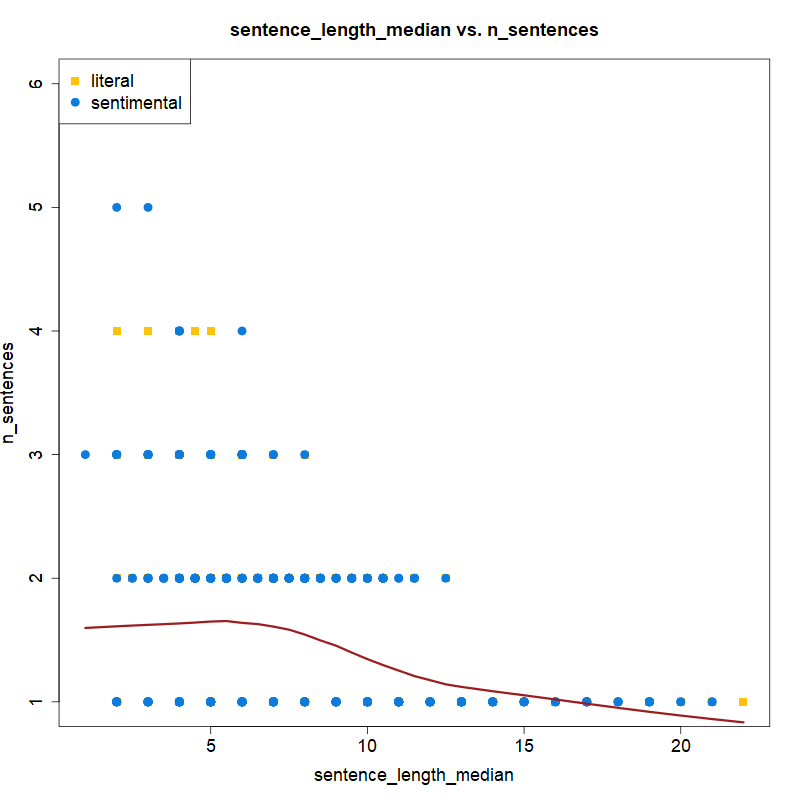 sentence_length_median vs. n_sentences
literal
sentimental
6
5
4
3
2
1
n_sentences
5
10
15
20
sentence_length_median